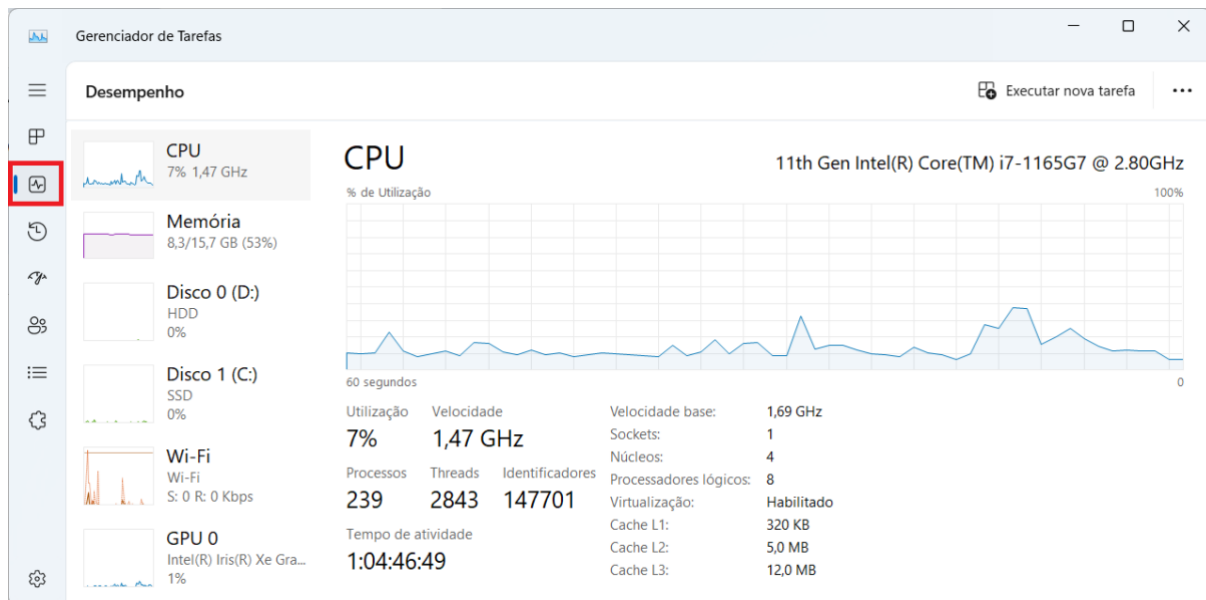 Gerenciador de Tarefas
Desempenho
Executar nova tarefa
CPU
7% 1,47 GHz
Memória
8,3/15,7 GB (53%)
Disco 0 (D:)
HDD
0%
Disco 1 (C:)
SSD
0%
Wi-Fi
Wi-Fi
S: 0 R: 0 Kbps
GPU 0
Intel(R) Iris(R) Xe Gra...
1%
CPU
11th Gen Intel(R) Core(TM) i7-1165G7 @ 2.80GHz
% de Utilização 100%
60 segundos 0
Utilização Velocidade
7% 1,47 GHz
Processos Threads Identificadores
239 2843 147701
Tempo de atividade
1:04:46:49
Velocidade base: 1,69 GHz
Sockets: 1
Núcleos: 4
Processadores lógicos: 8
Virtualização: Habilitado
Cache L1: 320 KB
Cache L2: 5,0 MB
Cache L3: 12,0 MB